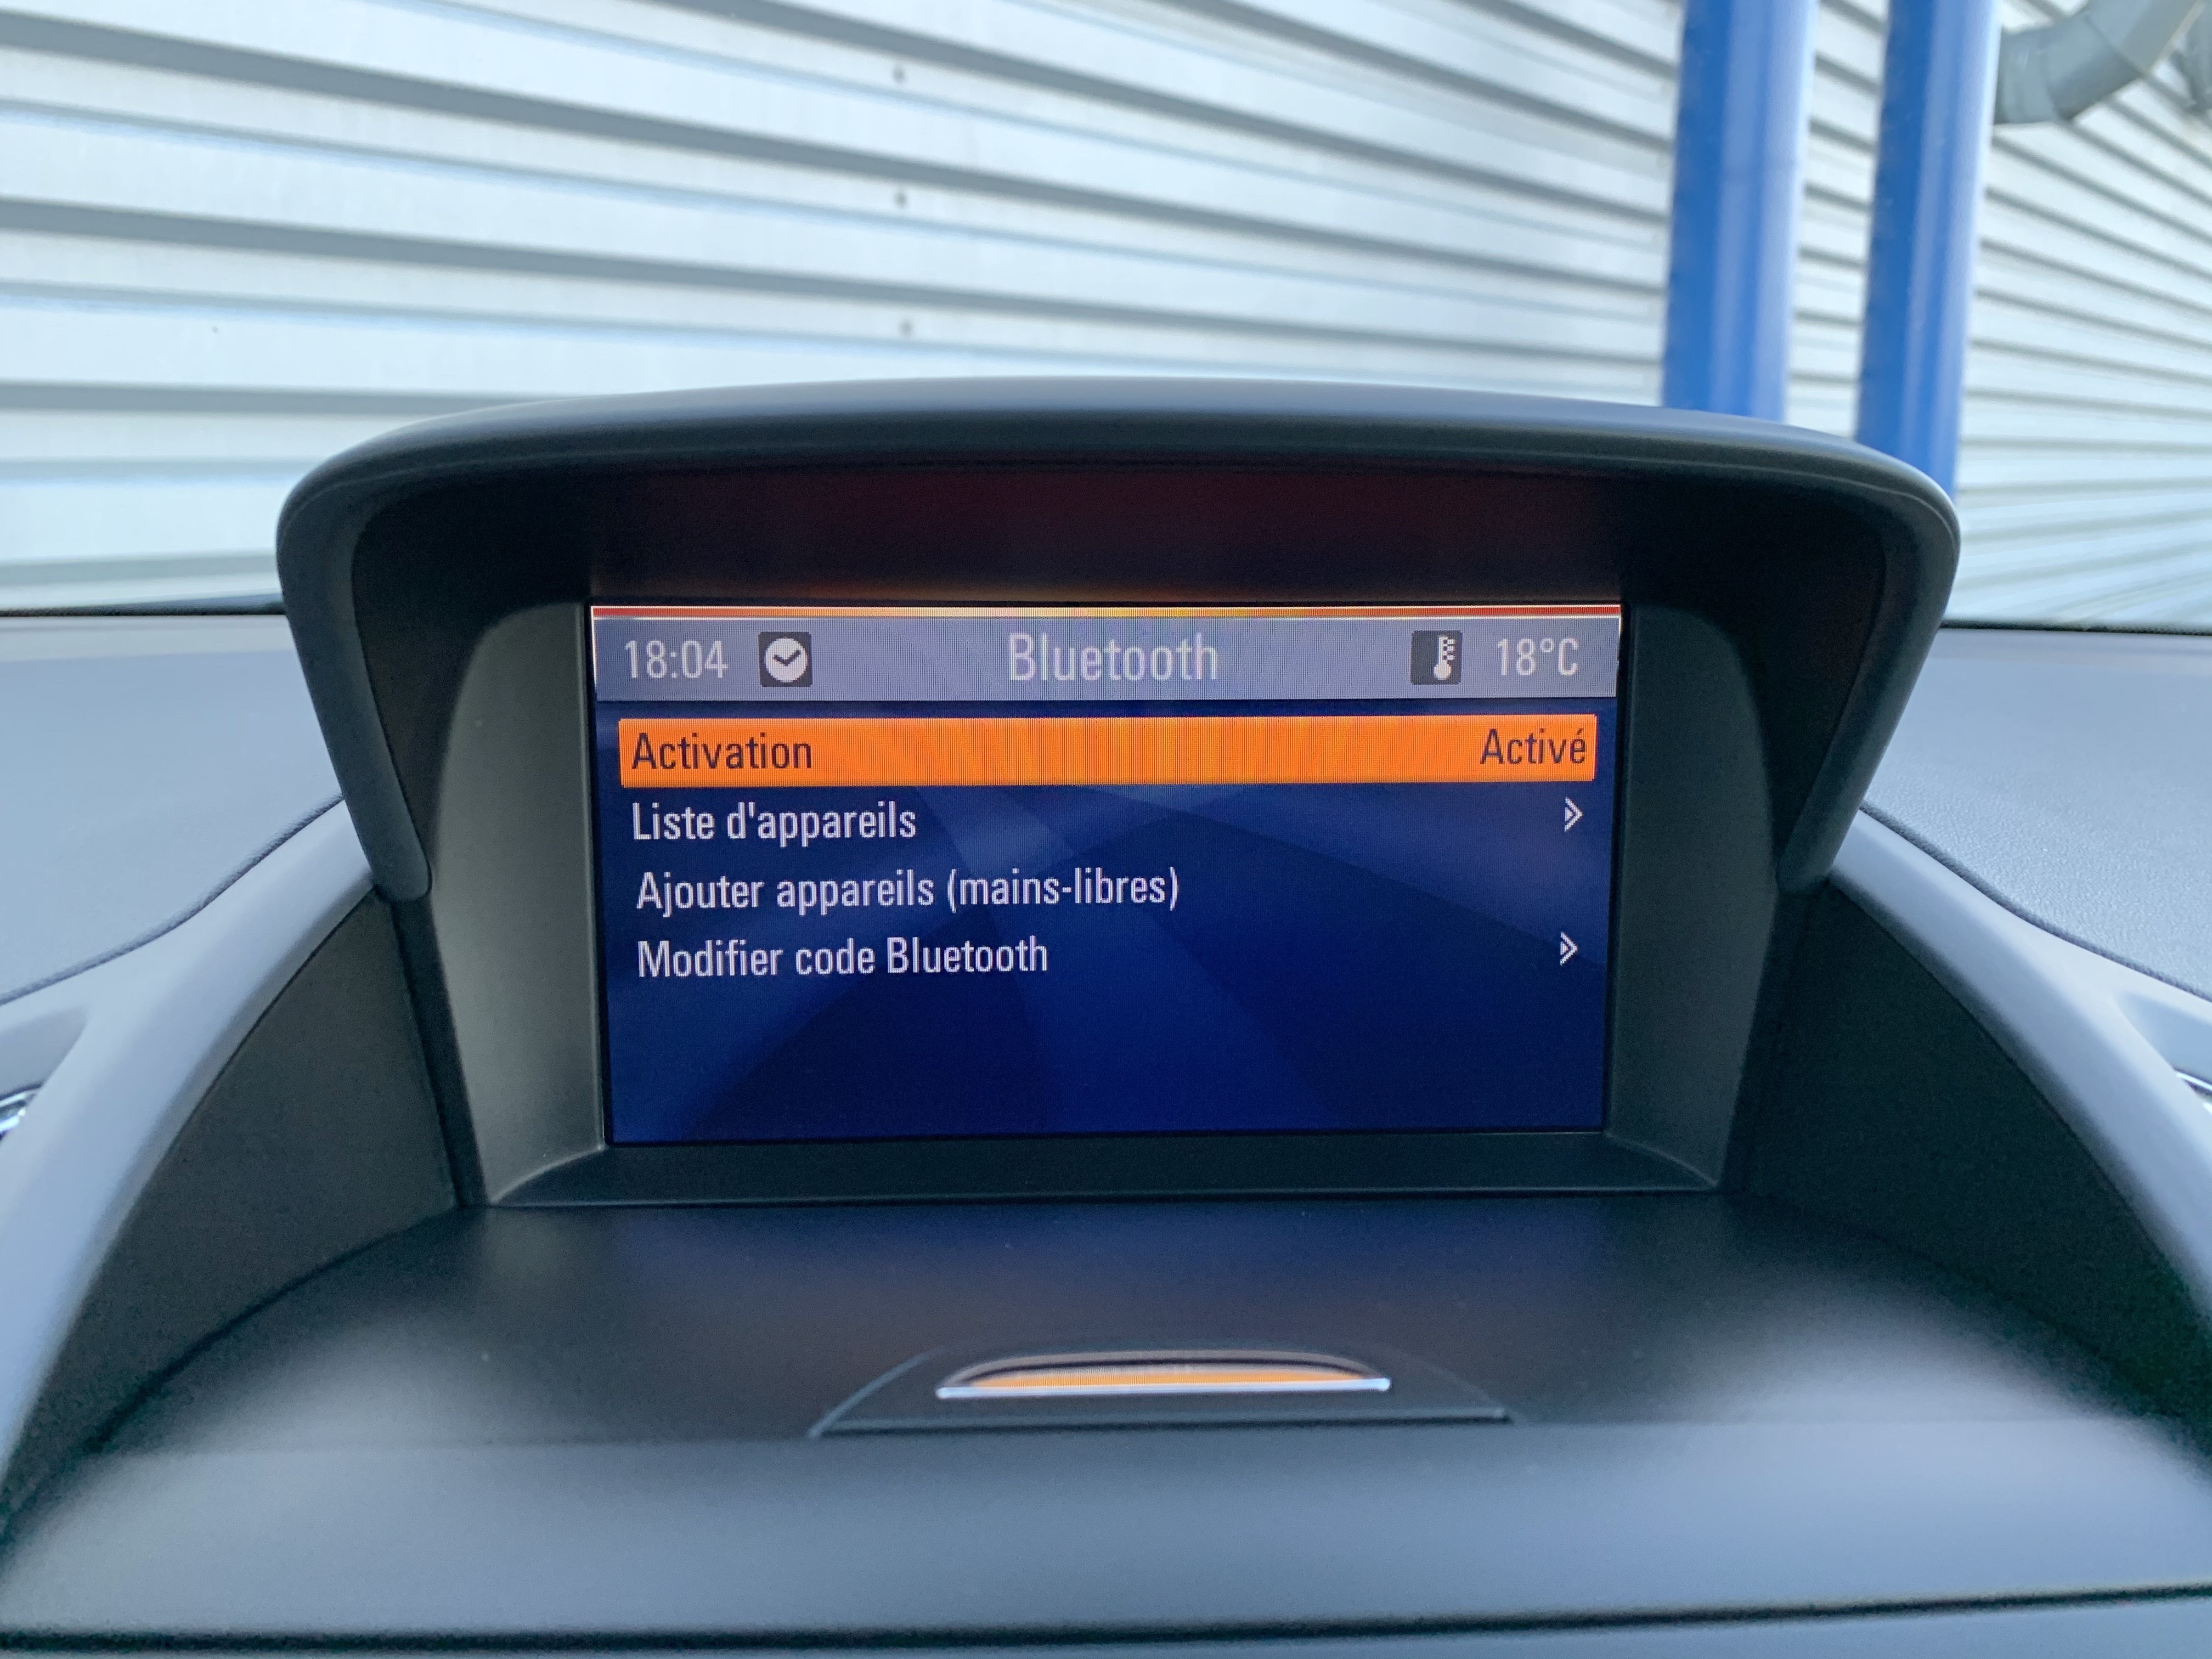 18:04 Bluetooth 18°C
Activation Activé
Liste d'appareils
Ajouter appareils (mains-libres)
Modifier code Bluetooth